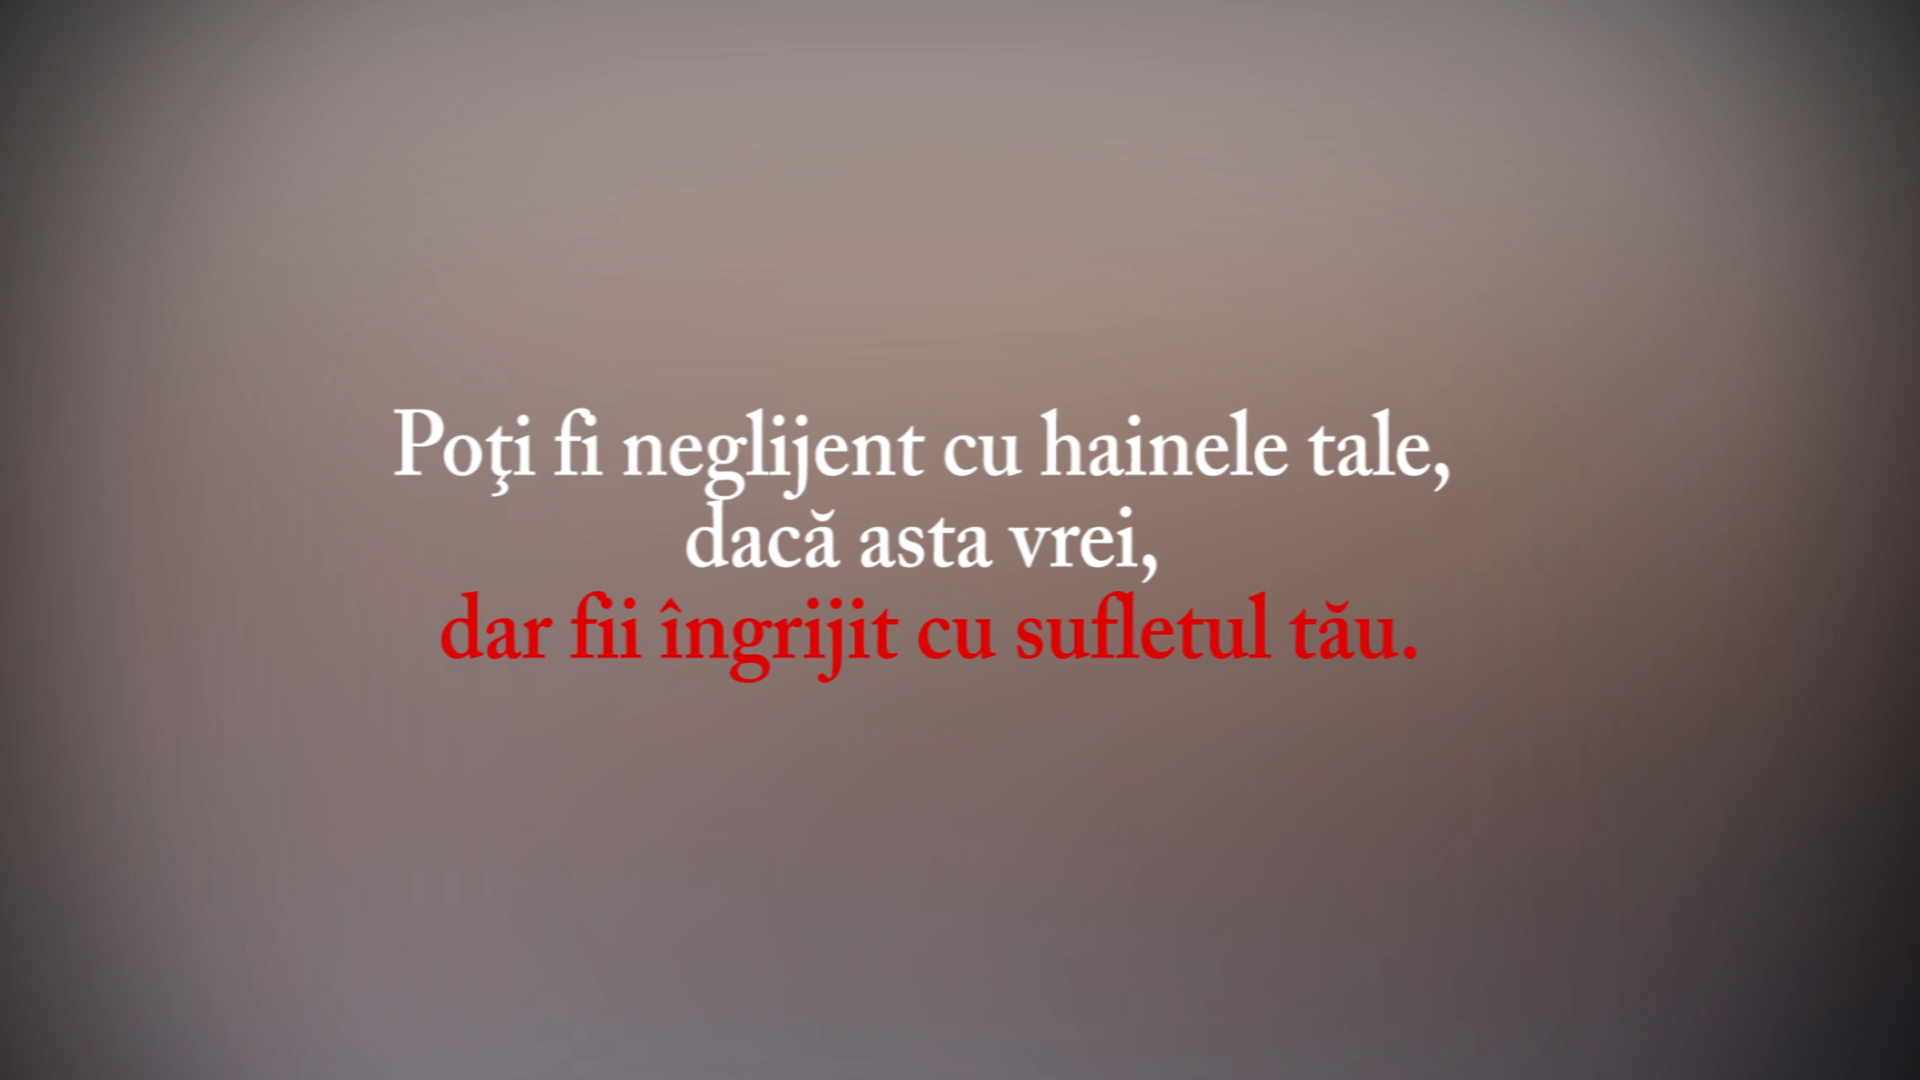 Poţi fi neglijent cu hainele tale,
dacă asta vrei,
dar fii îngrijit cu sufletul tău.